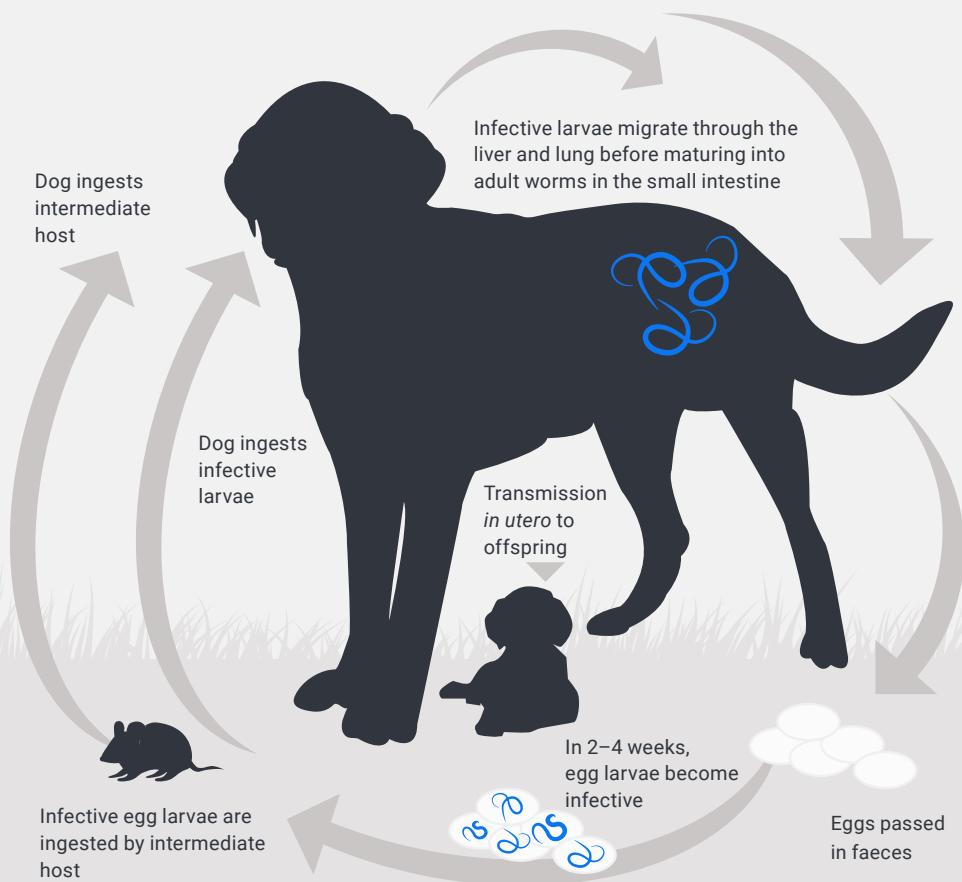 Infective larvae migrate through the
liver and lung before maturing into
adult worms in the small intestine
Dog ingests
intermediate
host
Dog ingests
infective
larvae
Transmission
in utero to
offspring
In 2–4 weeks,
egg larvae become
infective
Eggs passed
in faeces
Infective egg larvae are
ingested by intermediate
host